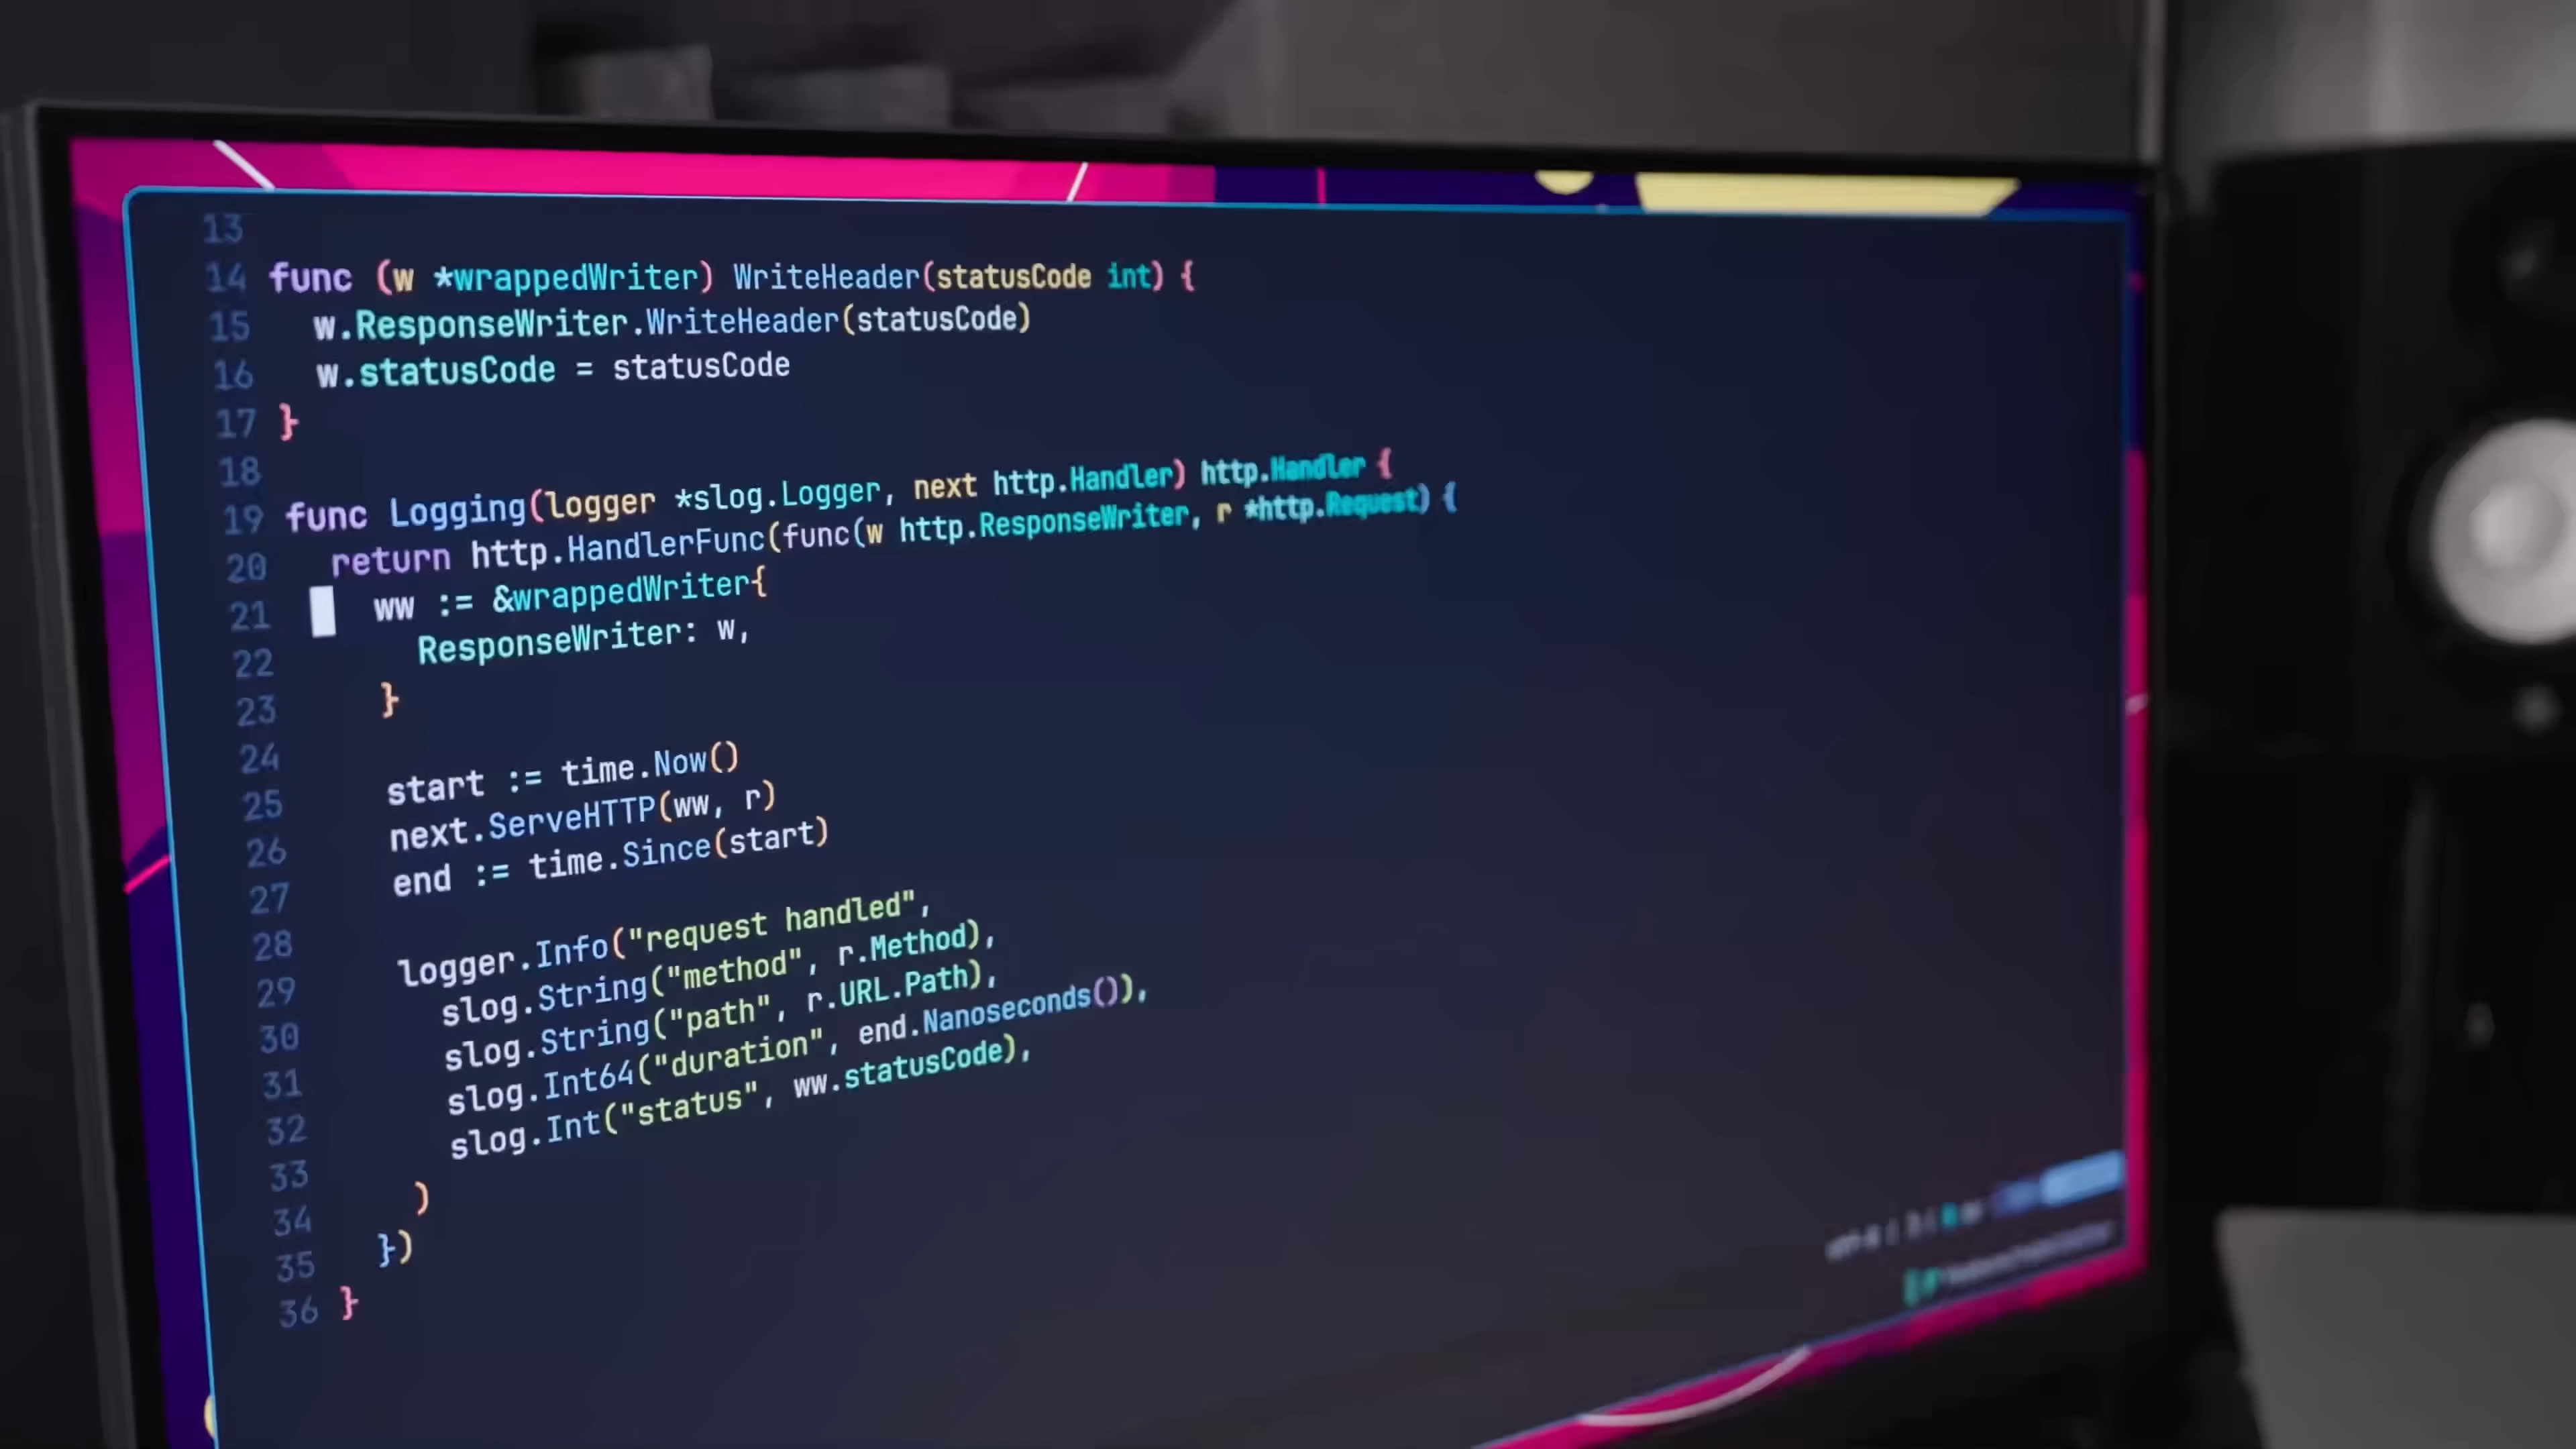 13
14 func (w *wrappedWriter) WriteHeader(statusCode int) {
15   w.ResponseWriter.WriteHeader(statusCode)
16   w.statusCode = statusCode
17 }
18
19 func Logging(logger *slog.Logger, next http.Handler) http.Handler {
20   return http.HandlerFunc(func(w http.ResponseWriter, r *http.Request) {
21     ww := &wrappedWriter{
22       ResponseWriter: w,
23     }
24
25     start := time.Now()
26     next.ServeHTTP(ww, r)
27     end := time.Since(start)
28
29     logger.Info("request handled",
30       slog.String("method", r.Method),
31       slog.String("path", r.URL.Path),
32       slog.Int64("duration", end.Nanoseconds()),
33       slog.Int("status", ww.statusCode),
34     )
35   })
36 }